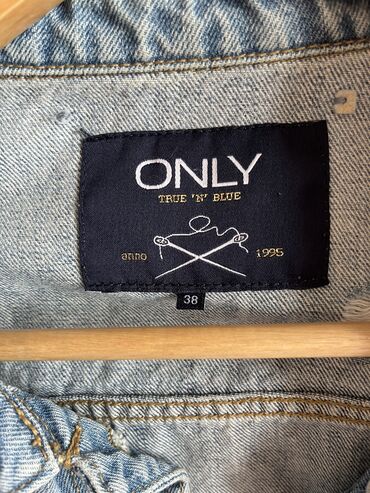 ONLY
TRUE 'N' BLUE
anno 1995
38